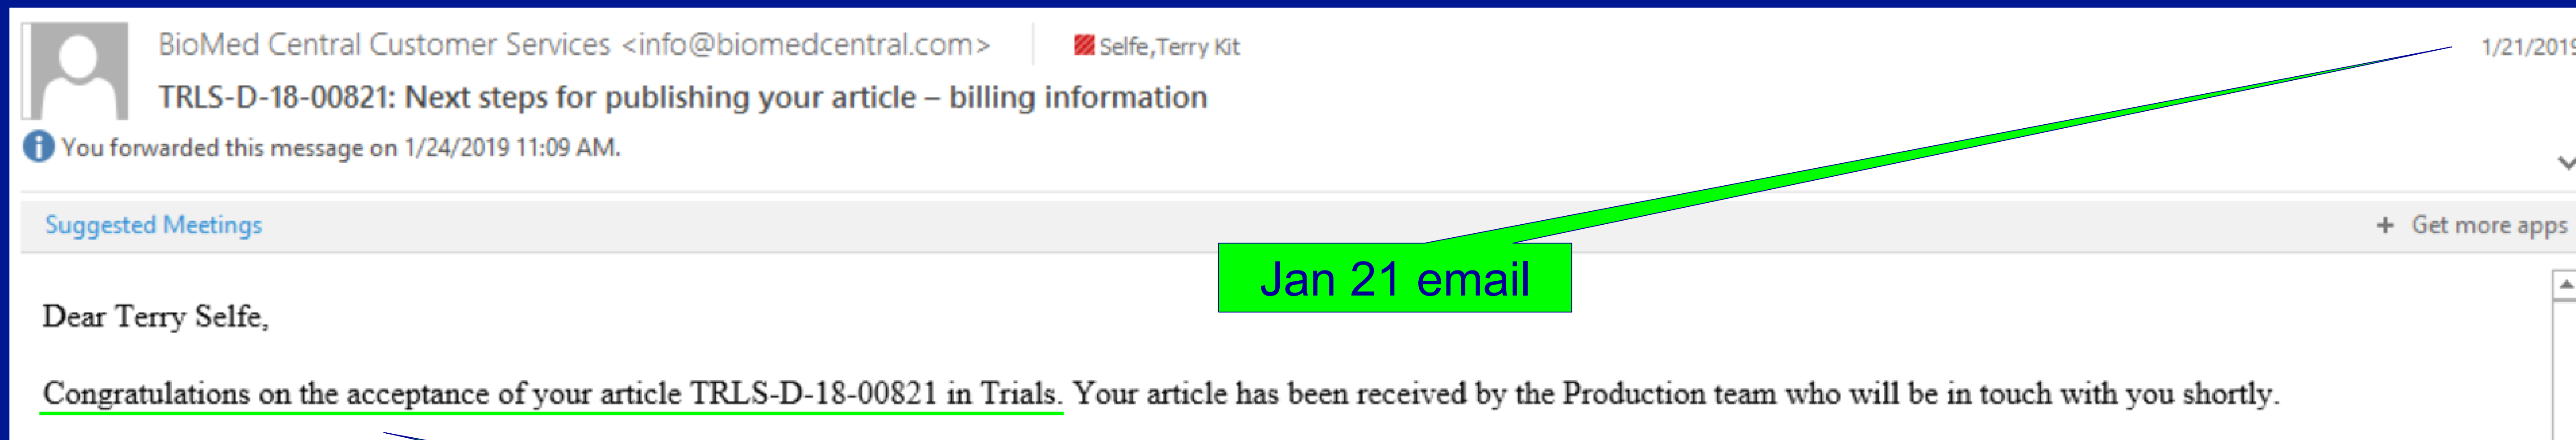 BioMed Central Customer Services <info@biomedcentral.com> Selfe,Terry Kit 1/21/2019
TRLS-D-18-00821: Next steps for publishing your article – billing information
You forwarded this message on 1/24/2019 11:09 AM.
Suggested Meetings + Get more apps
Jan 21 email
Dear Terry Selfe,
Congratulations on the acceptance of your article TRLS-D-18-00821 in Trials. Your article has been received by the Production team who will be in touch with you shortly.